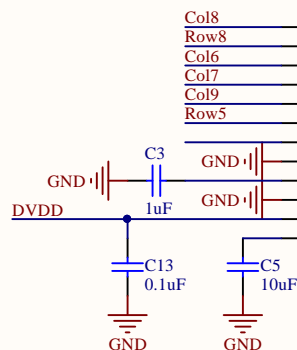 Col8
Row8
Col6
Col7
Col9
Row5
C3
GND
GND
1uF
GND
DVDD
C13
0.1uF
C5
10uF
GND
GND